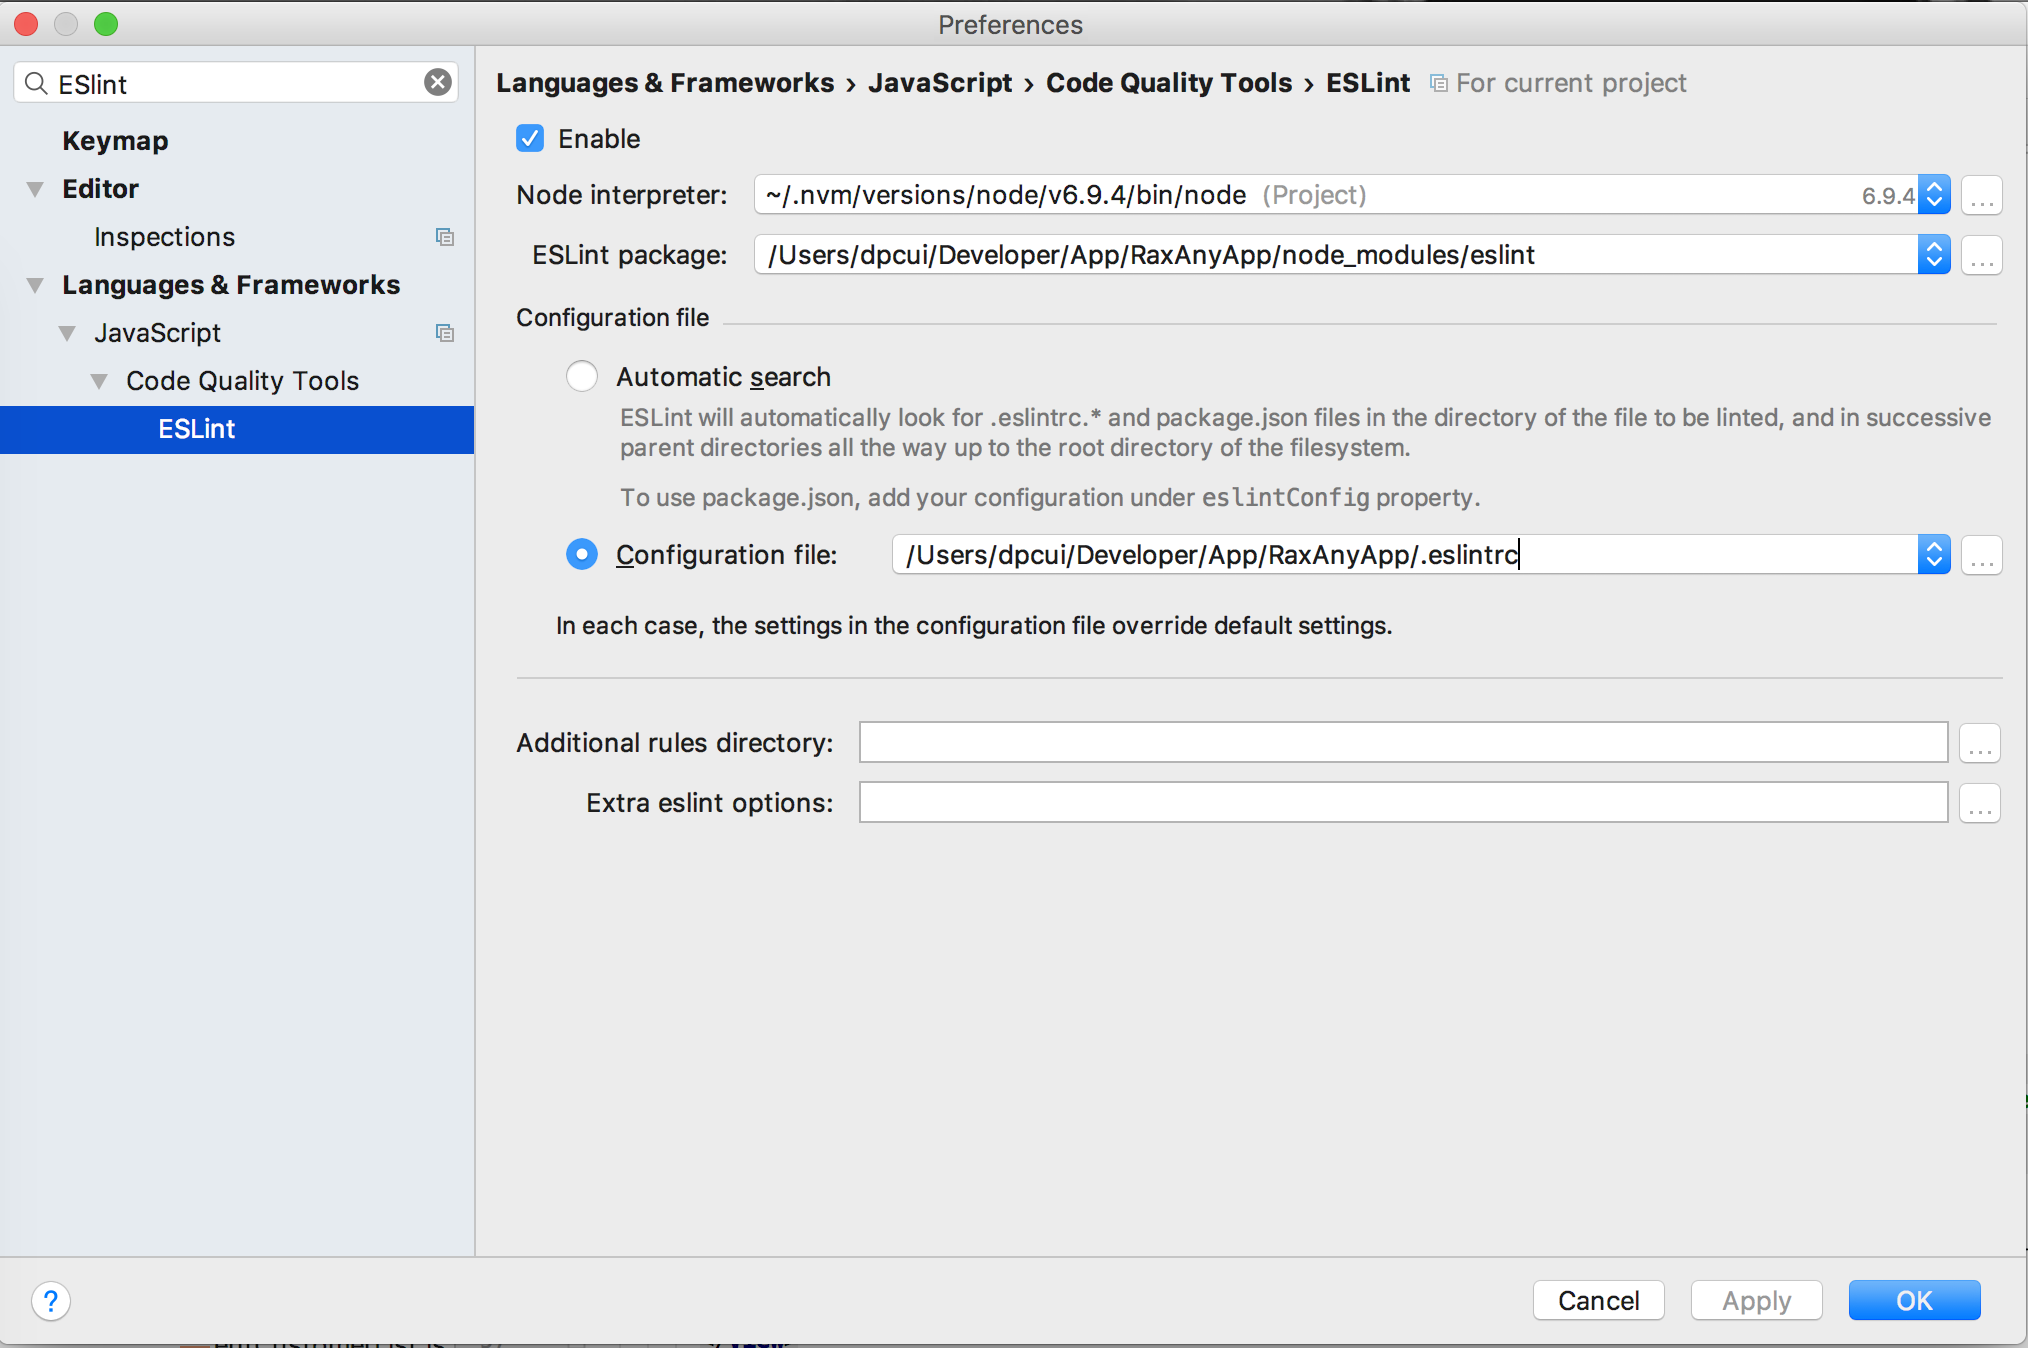 Preferences
ESlint
Keymap
Editor
Inspections
Languages & Frameworks
JavaScript
Code Quality Tools
ESLint
Languages & Frameworks › JavaScript › Code Quality Tools › ESLint For current project
Enable
Node interpreter: ~/.nvm/versions/node/v6.9.4/bin/node (Project) 6.9.4
ESLint package: /Users/dpcui/Developer/App/RaxAnyApp/node_modules/eslint
Configuration file
Automatic search
ESLint will automatically look for .eslintrc.* and package.json files in the directory of the file to be linted, and in successive
parent directories all the way up to the root directory of the filesystem.
To use package.json, add your configuration under eslintConfig property.
Configuration file: /Users/dpcui/Developer/App/RaxAnyApp/.eslintrc
In each case, the settings in the configuration file override default settings.
Additional rules directory:
Extra eslint options:
?
Cancel Apply OK